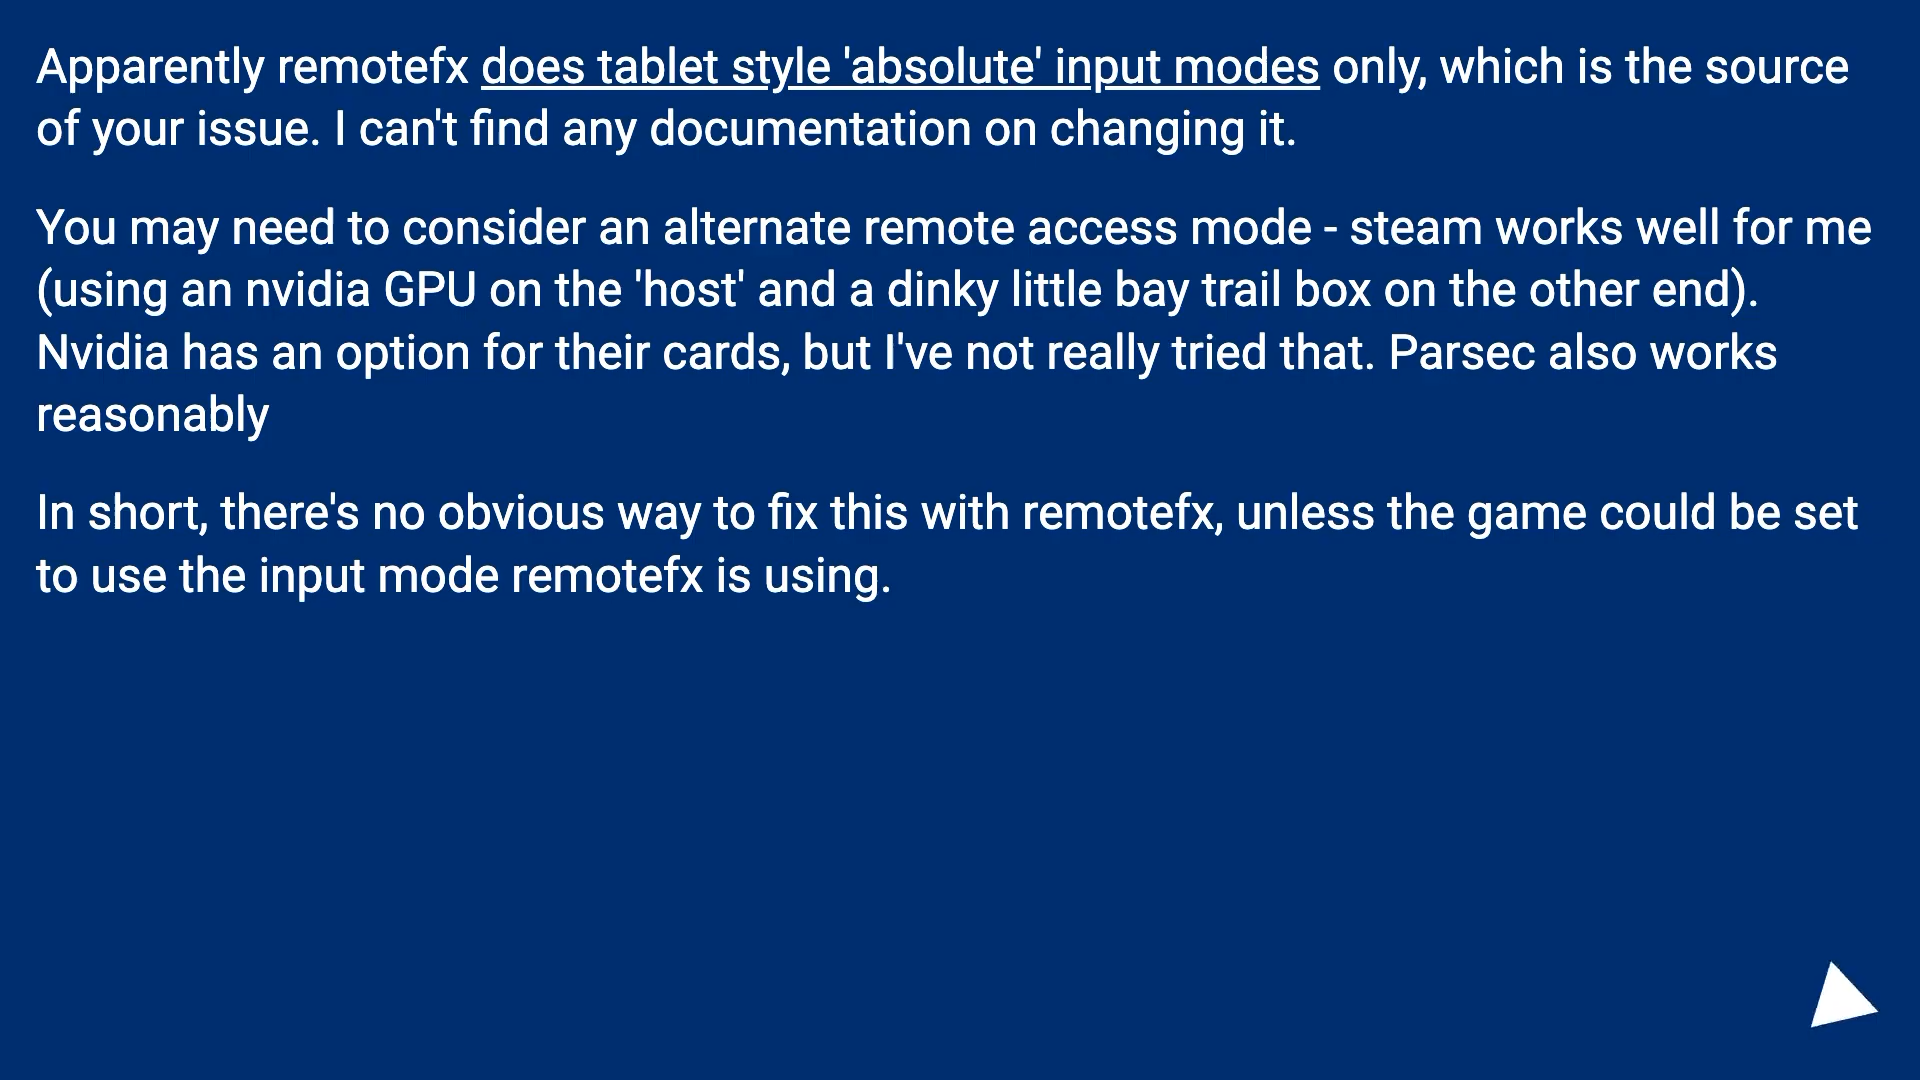 Apparently remotefx does tablet style 'absolute' input modes only, which is the source
of your issue. I can't find any documentation on changing it.
You may need to consider an alternate remote access mode - steam works well for me
(using an nvidia GPU on the 'host' and a dinky little bay trail box on the other end).
Nvidia has an option for their cards, but I've not really tried that. Parsec also works
reasonably
In short, there's no obvious way to fix this with remotefx, unless the game could be set
to use the input mode remotefx is using.